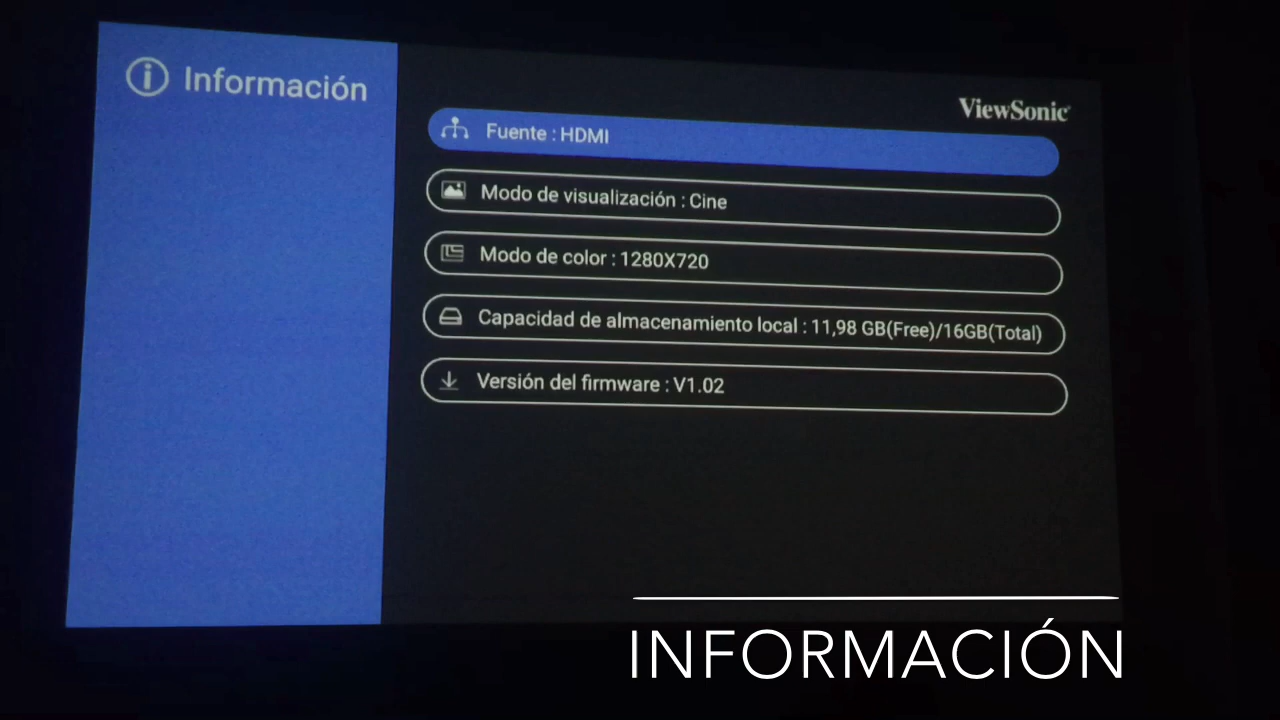 Información
ViewSonic
Fuente : HDMI
Modo de visualización : Cine
Modo de color : 1280X720
Capacidad de almacenamiento local : 11,98 GB(Free)/16GB(Total)
Versión del firmware : V1.02
INFORMACIÓN